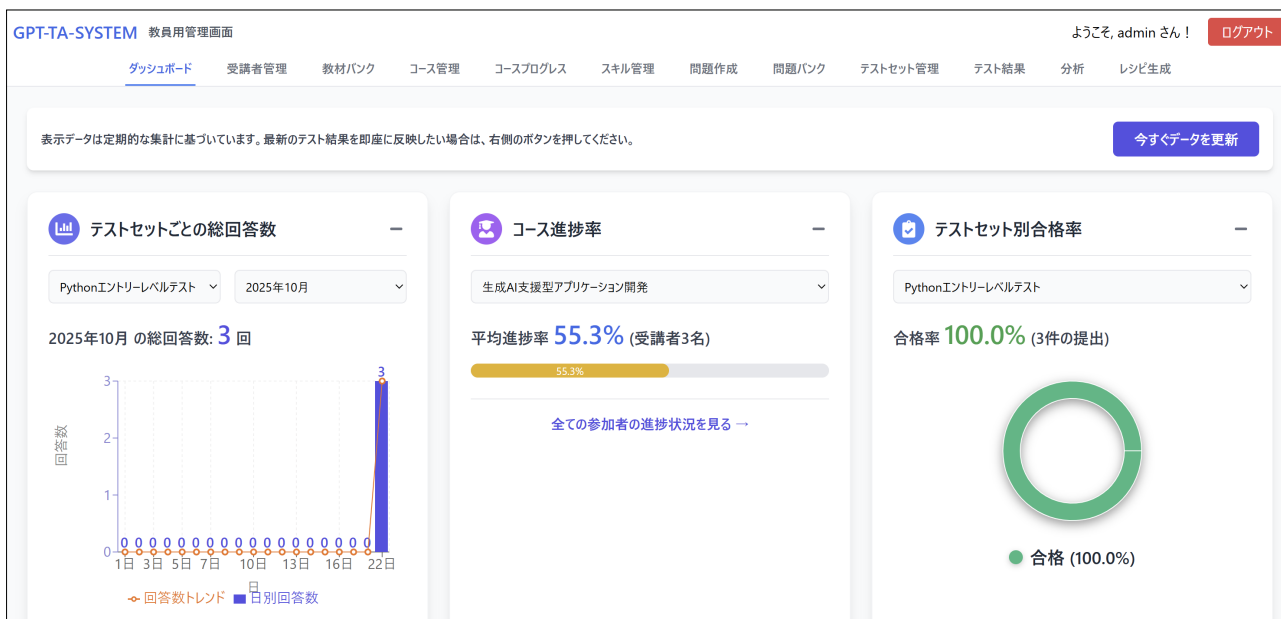 GPT-TA-SYSTEM 教員用管理画面
ようこそ, admin さん！ ログアウト
ダッシュボード 受講者管理 教材バンク コース管理 コースプログレス スキル管理 問題作成 問題バンク テストセット管理 テスト結果 分析 レシピ生成
表示データは定期的な集計に基づいています。最新のテスト結果を即座に反映したい場合は、右側のボタンを押してください。
今すぐデータを更新
テストセットごとの総回答数
Pythonエントリーレベルテスト 2025年10月
2025年10月 の総回答数: 3 回
3
3
2
1
0
回答数
0 0 0 0 0 0 0 0 0 0 0 0 0 0 0 0 0 0
1日 3日 5日 7日 10日 13日 16日 22日
日
回答数トレンド 日別回答数
コース進捗率
生成AI支援型アプリケーション開発
平均進捗率 55.3% (受講者3名)
55.3%
全ての参加者の進捗状況を見る →
テストセット別合格率
Pythonエントリーレベルテスト
合格率 100.0% (3件の提出)
合格 (100.0%)